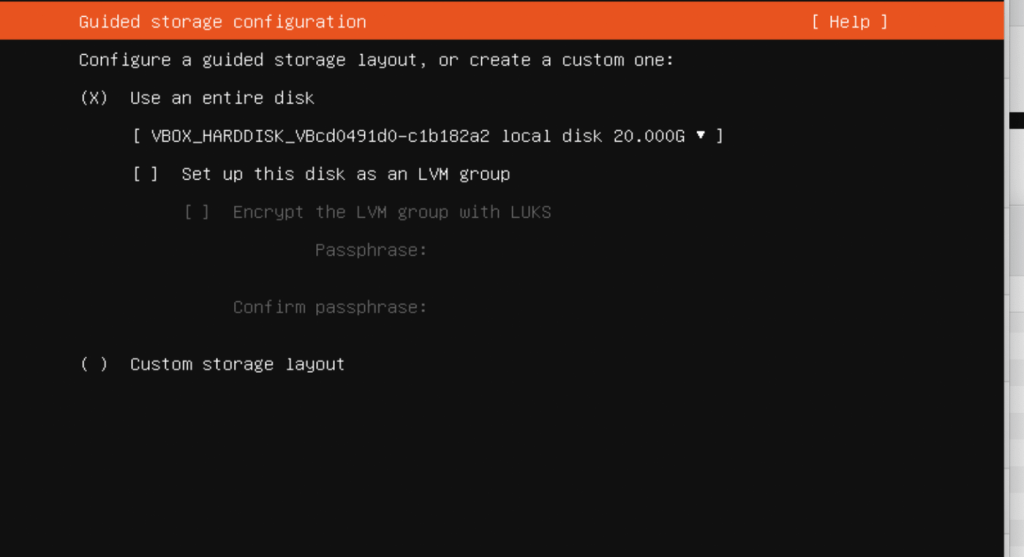 Guided storage configuration [ Help ]
Configure a guided storage layout, or create a custom one:
(X) Use an entire disk
[ VBOX_HARDDISK_VBcd0491d0-c1b182a2 local disk 20.000G ▾ ]
[ ] Set up this disk as an LVM group
[ ] Encrypt the LVM group with LUKS
Passphrase:
Confirm passphrase:
( ) Custom storage layout